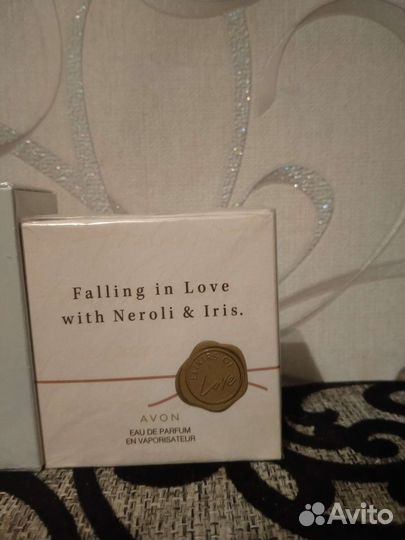 Falling in Love
with Neroli & Iris.
Love
AVON
EAU DE PARFUM
EN VAPORISATEUR
Avito